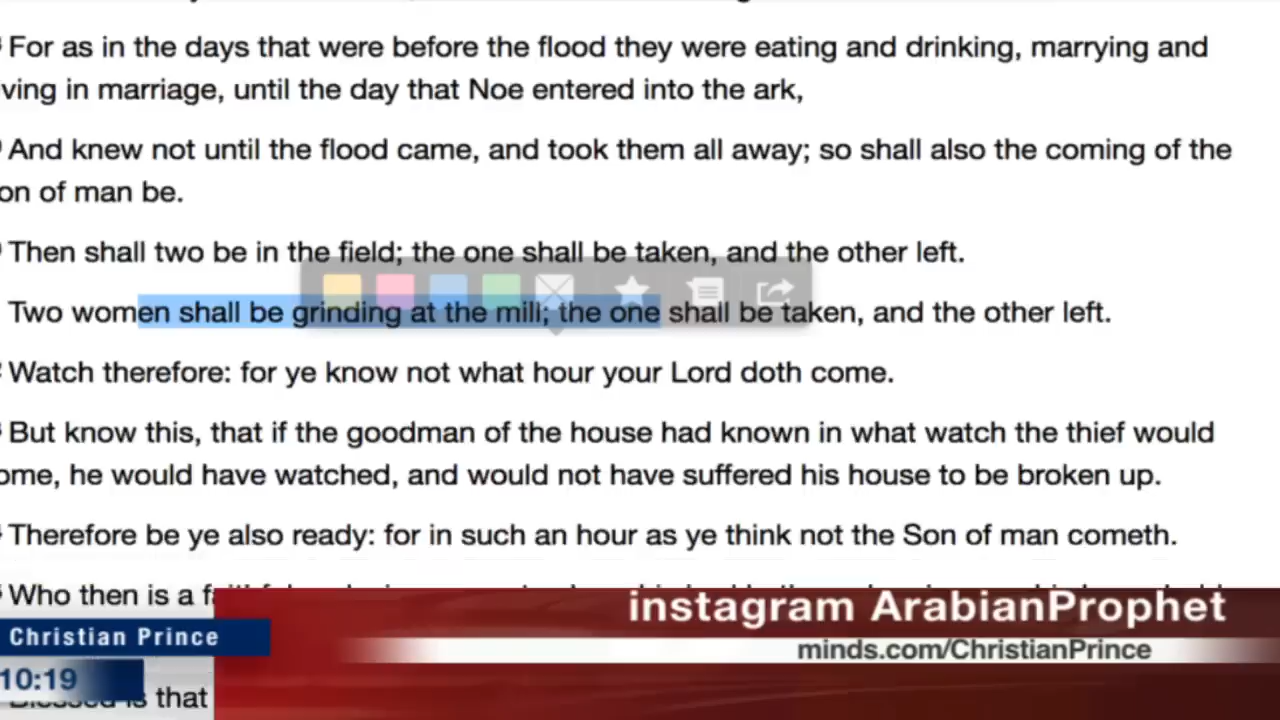 For as in the days that were before the flood they were eating and drinking, marrying and
ving in marriage, until the day that Noe entered into the ark,
And knew not until the flood came, and took them all away; so shall also the coming of the
on of man be.
Then shall two be in the field; the one shall be taken, and the other left.
Two women shall be grinding at the mill; the one shall be taken, and the other left.
Watch therefore: for ye know not what hour your Lord doth come.
But know this, that if the goodman of the house had known in what watch the thief would
ome, he would have watched, and would not have suffered his house to be broken up.
Therefore be ye also ready: for in such an hour as ye think not the Son of man cometh.
Who then is a
instagram ArabianProphet
Christian Prince
minds.com/ChristianPrince
10:19
is that